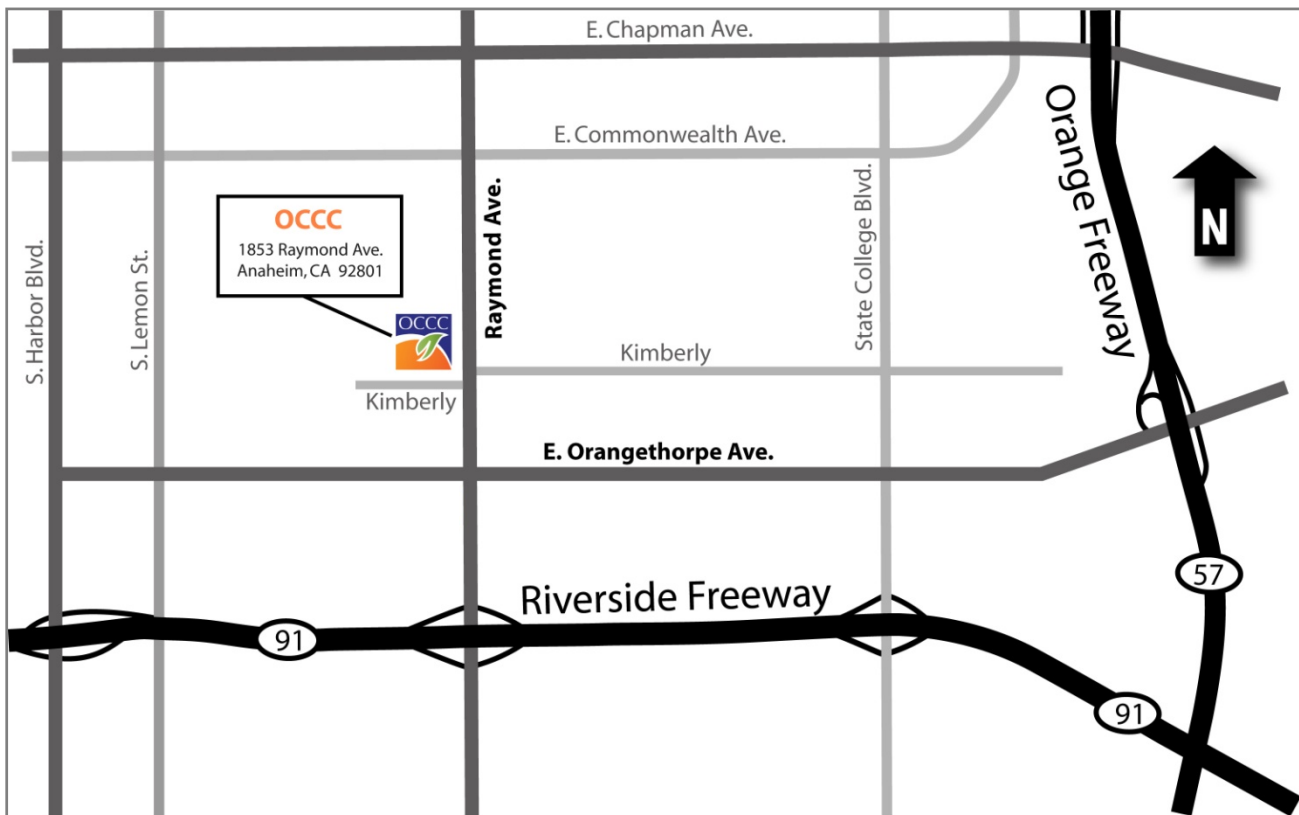 E. Chapman Ave.
E. Commonwealth Ave.
Orange Freeway
N
OCCC
1853 Raymond Ave.
Anaheim, CA  92801
S. Harbor Blvd.
S. Lemon St.
Raymond Ave.
State College Blvd.
OCCC
Kimberly
Kimberly
E. Orangethorpe Ave.
57
Riverside Freeway
91
91